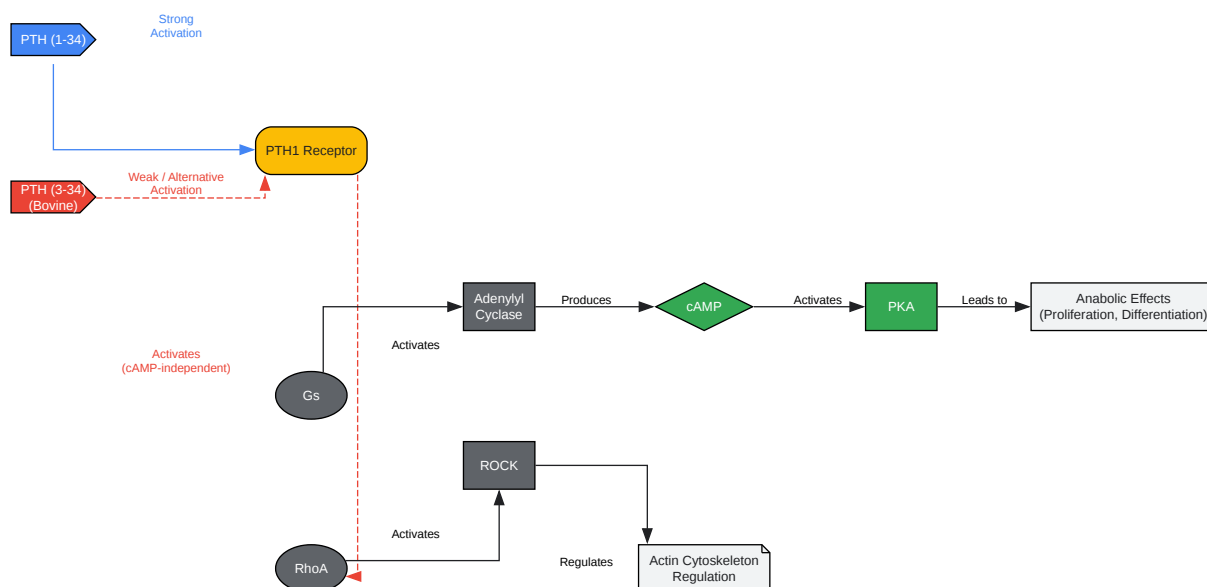 Strong
Activation
PTH (1-34)
PTH1 Receptor
Weak / Alternative
Activation
PTH (3-34)
(Bovine)
Adenylyl
Cyclase
Produces
cAMP
Activates
PKA
Leads to
Anabolic Effects
(Proliferation, Differentiation)
Activates
Activates
(cAMP-independent)
Gs
ROCK
Activates
Regulates
Actin Cytoskeleton
Regulation
RhoA